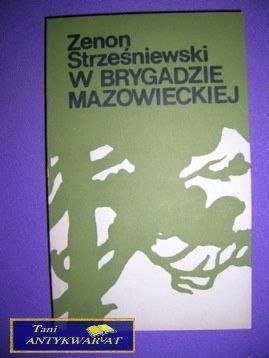 Zenon
Strześniewski
W BRYGADZIE
MAZOWIECKIEJ
Tani
ANTYKWARIAT